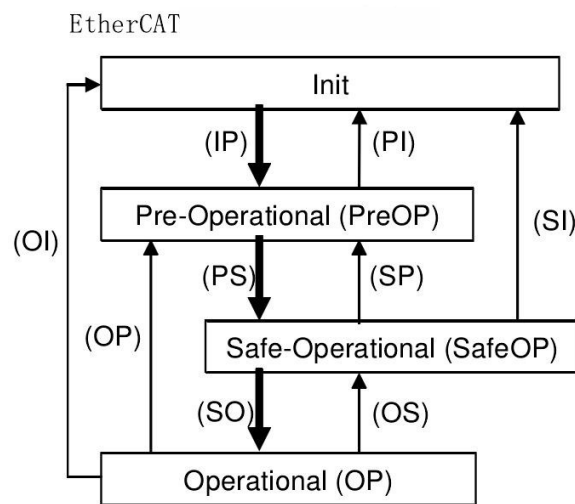 EtherCAT
Init
(IP)
(PI)
Pre-Operational (PreOP)
(OI)
(SI)
(PS)
(SP)
(OP)
Safe-Operational (SafeOP)
(SO)
(OS)
Operational (OP)